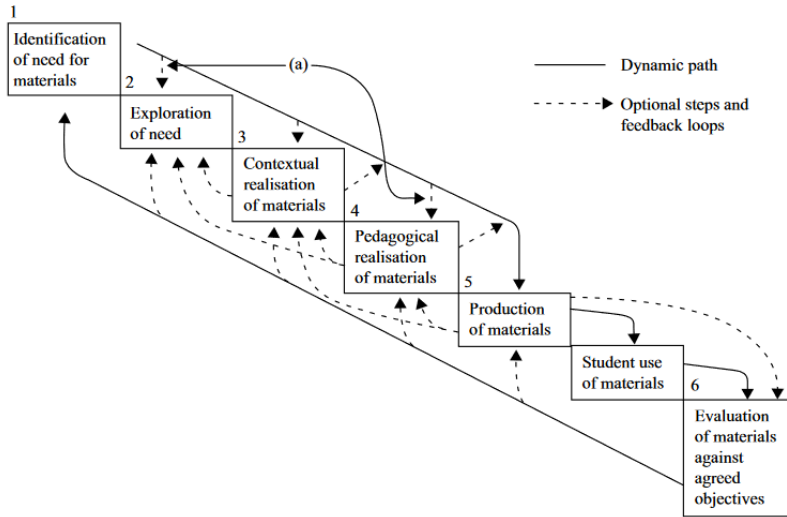 1
Identification
of need for
materials
2
Exploration
of need
3
Contextual
realisation
of materials
4
Pedagogical
realisation
of materials
5
Production
of materials
Student use
of materials
6
Evaluation
of materials
against
agreed
objectives
(a)
Dynamic path
Optional steps and
feedback loops